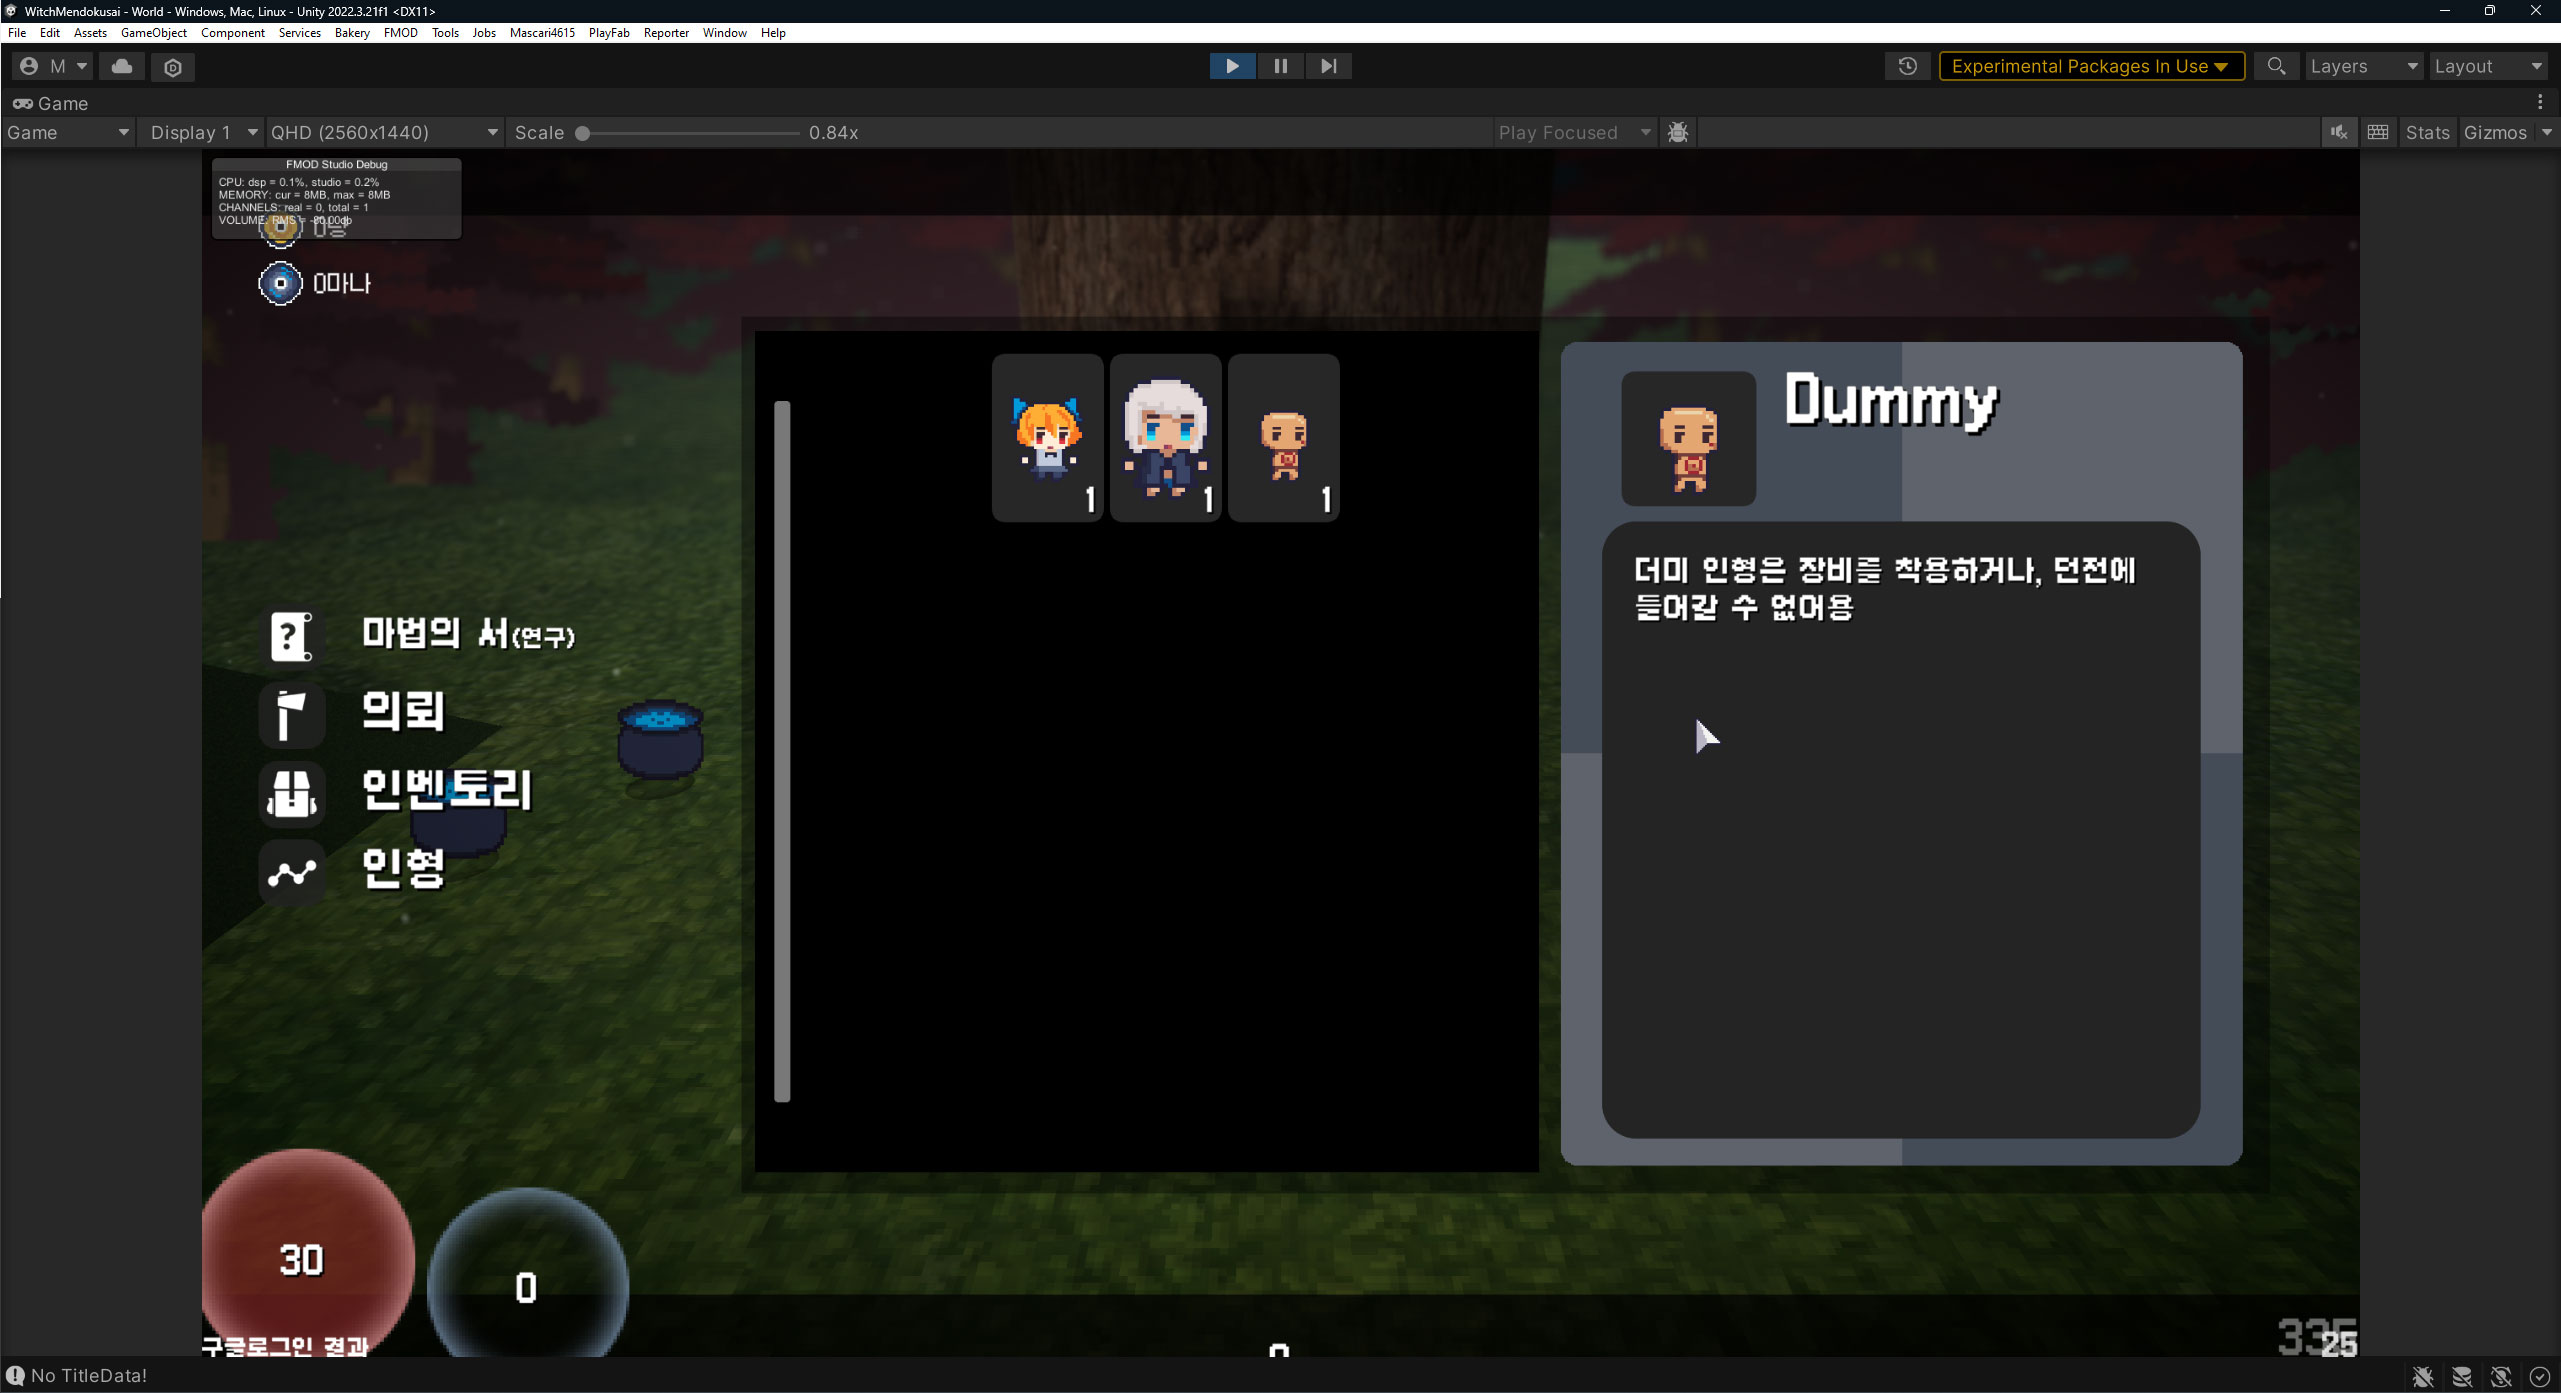 WitchMendokusai - World - Windows, Mac, Linux - Unity 2022.3.21f1 <DX11>
File Edit Assets GameObject Component Services Bakery FMOD Tools Jobs Mascari4615 PlayFab Reporter Window Help
M
Experimental Packages In Use
Layers
Layout
Game
Game
Display 1
QHD (2560x1440)
Scale
0.84x
Play Focused
Stats
Gizmos
FMOD Studio Debug
CPU: dsp = 0.1%, studio = 0.2%
MEMORY: cur = 8MB, max = 8MB
CHANNELS: real = 0, total = 1
VOLUME: RMS = -80.00db
0마나
1
1
1
Dummy
더미 인형은 장비를 착용하거나, 던전에
들어갈 수 없어용
마법의 서(연구)
의뢰
인벤토리
인형
30
0
구글로그인 결과
25
No TitleData!